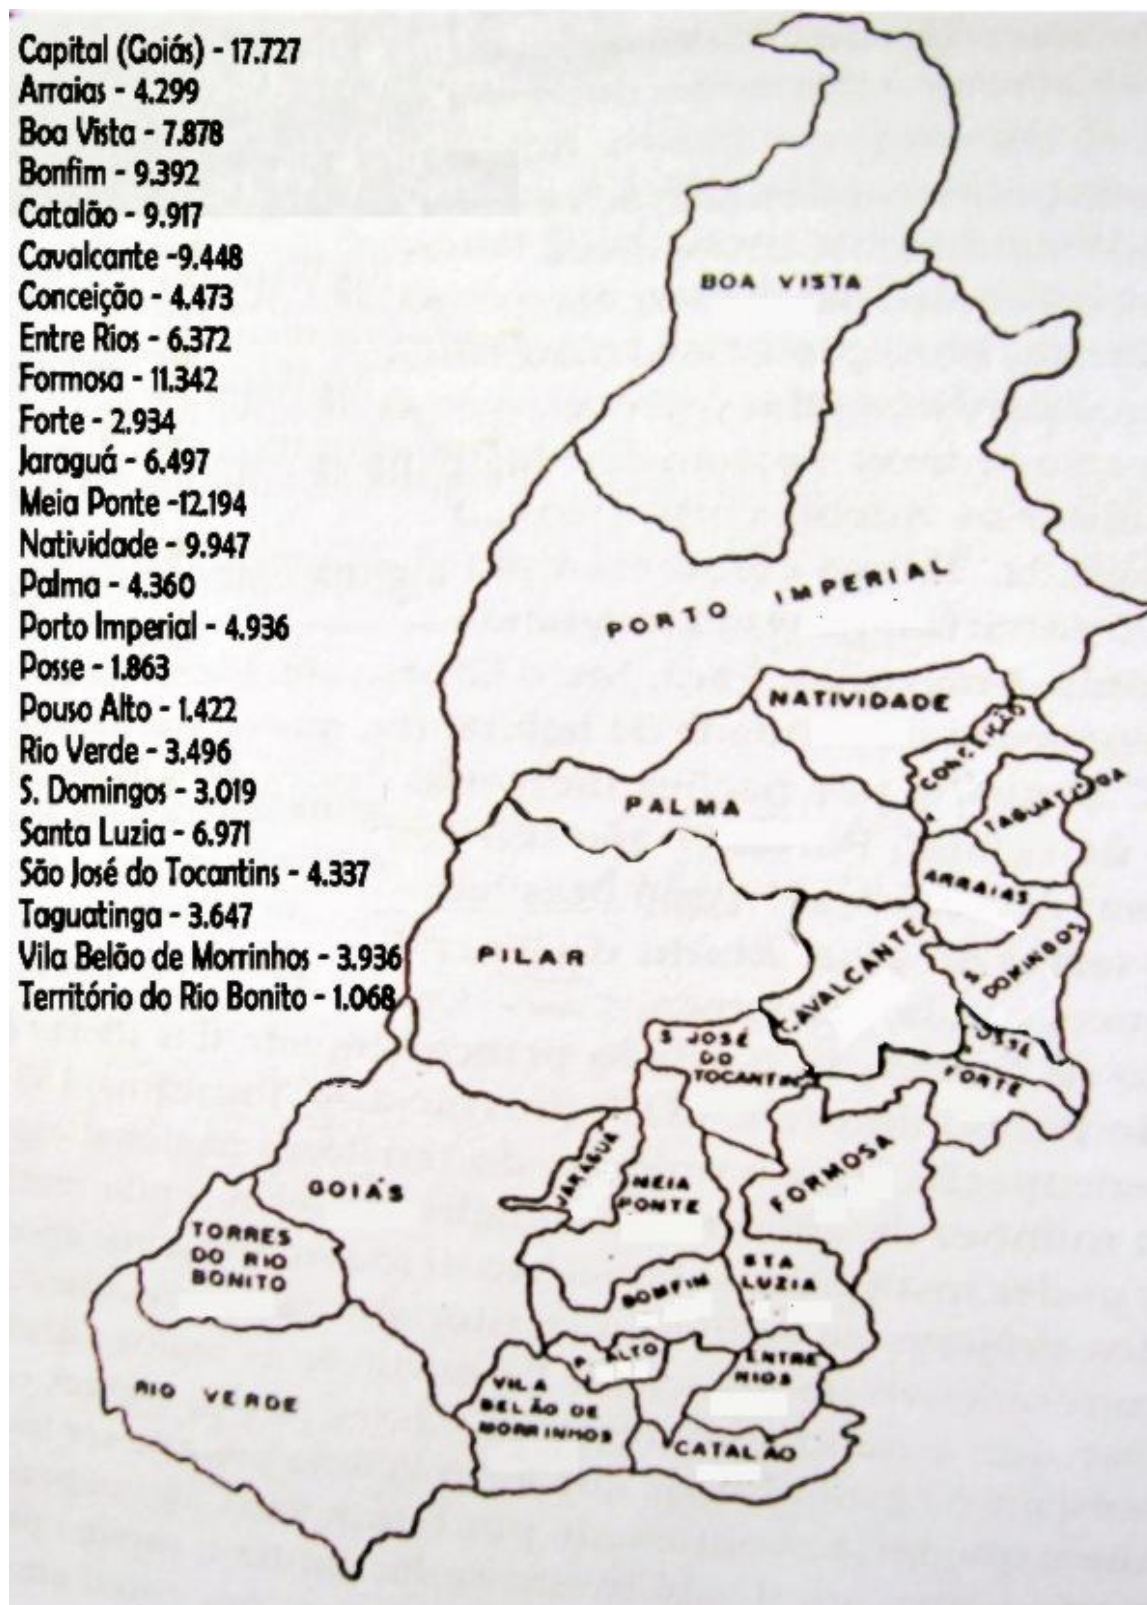 Capital (Goiás) - 17.727
Arraias - 4.299
Boa Vista - 7.878
Bonfim - 9.392
Catalão - 9.917
Cavalcante -9.448
Conceição - 4.473
Entre Rios - 6.372
Formosa - 11.342
Forte - 2.934
Jaraguá - 6.497
Meia Ponte -12.194
Natividade - 9.947
Palma - 4.360
Porto Imperial - 4.936
Posse - 1.863
Pouso Alto - 1.422
Rio Verde - 3.496
S. Domingos - 3.019
Santa Luzia - 6.971
São José do Tocantins - 4.337
Taguatinga - 3.647
Vila Belão de Morrinhos - 3.936
Território do Rio Bonito - 1.068
BOA VISTA
PORTO IMPERIAL
NATIVIDADE
CONCEIÇÃO
PALMA
TAGUATINGA
ARRAIAS
PILAR
CAVALCANTE
S.
DOMINGOS
S JOSÉ
DO
TOCANTINS
POSSE
FORTE
JARAGUÁ
MEIA
PONTE
FORMOSA
GOIÁS
TORRES
DO RIO
BONITO
BOMFIM
STA
LUZIA
P. ALTO
ENTRE
RIOS
RIO VERDE
VILA
BELÃO DE
MORRINHOS
CATALÃO